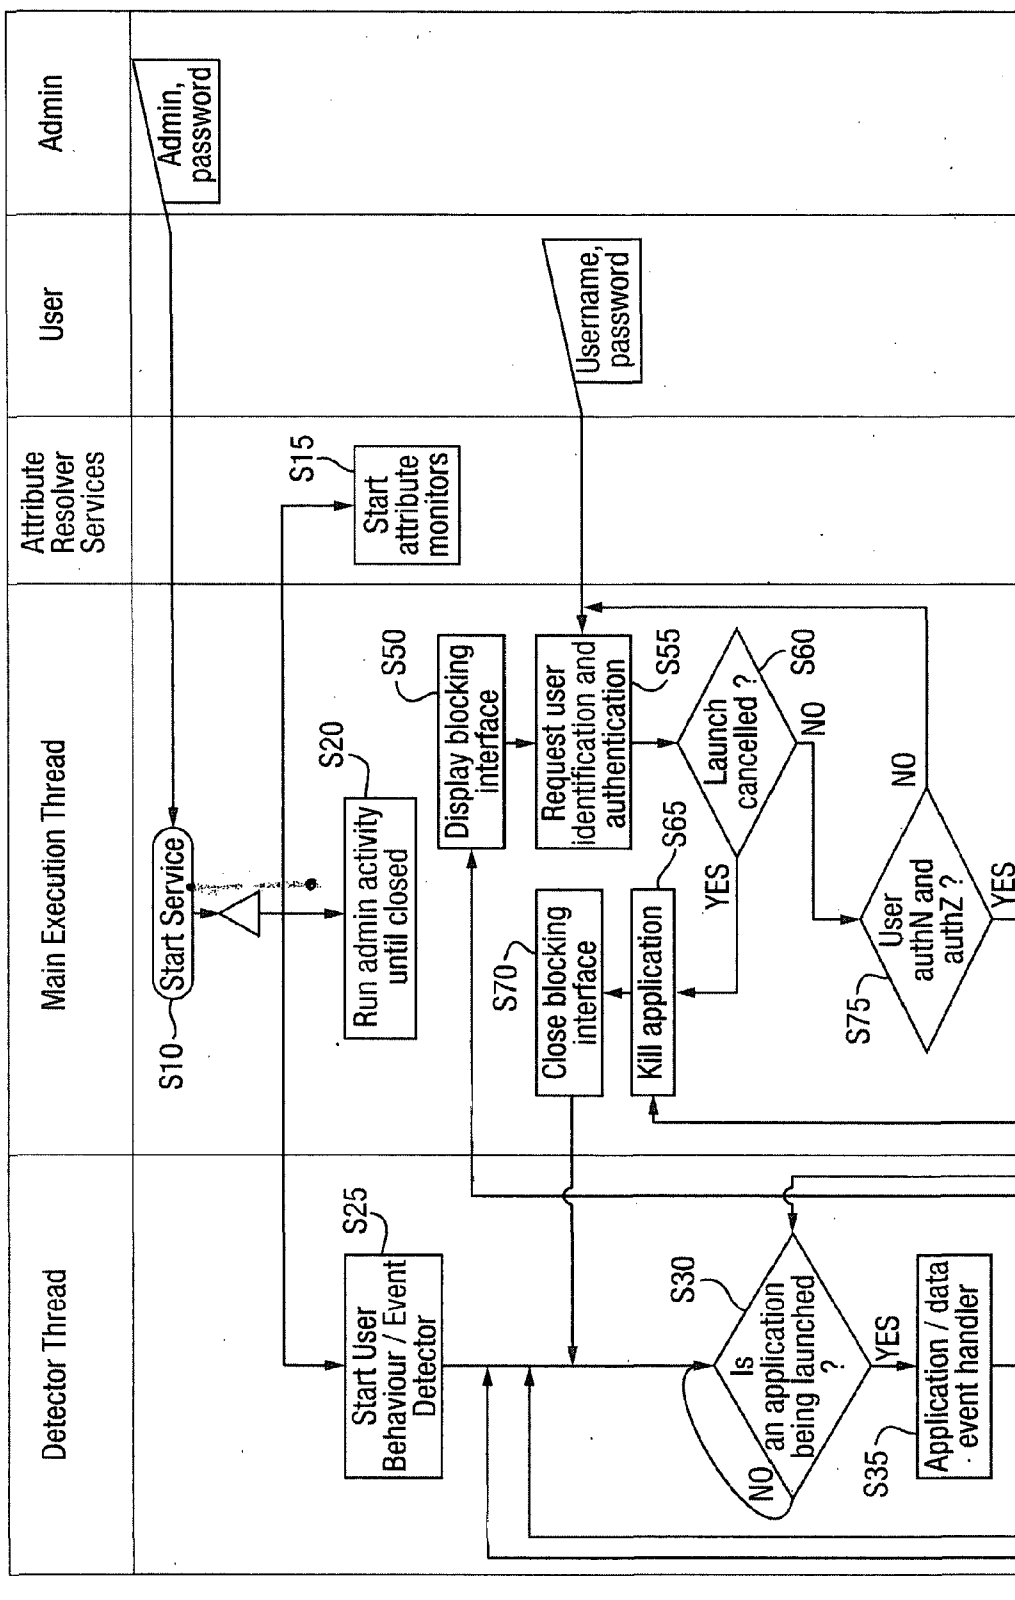 Detector Thread
Main Execution Thread
Attribute
Resolver
Services
User
Admin
Admin,
password
S10
Start Service
S15
Start
attribute
monitors
S20
Run admin activity
until closed
S25
Start User
Behaviour / Event
Detector
Username,
password
S50
Display blocking
interface
S55
Request user
identification and
authentication
S60
Launch
cancelled ?
YES
NO
S65
Kill application
S70
Close blocking
interface
S30
Is
an application
being launched
?
NO
YES
S35
Application / data
event handler
S75
User
authN and
authZ ?
NO
YES